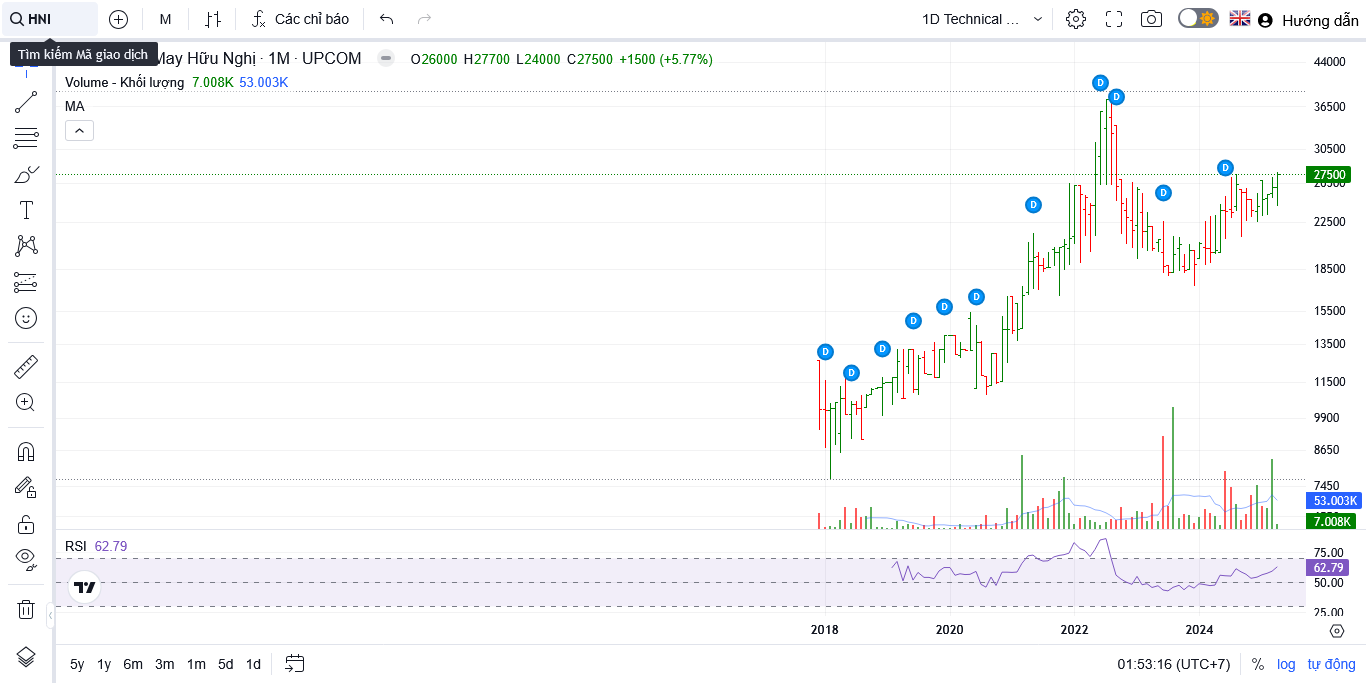 HNI
M
Các chỉ báo
1D Technical ...
Hướng dẫn
Tìm kiếm Mã giao dịch
May Hữu Nghị · 1M · UPCOM
O26000 H27700 L24000 C27500 +1500 (+5.77%)
Volume - Khối lượng 7.008K 53.003K
MA
44000
36500
30500
27500
26500
22500
18500
15500
13500
11500
9900
8650
7450
53.003K
7.008K
D
D
D
D
D
D
D
D
D
D
D
D
RSI 62.79
75.00
62.79
50.00
25.00
2018
2020
2022
2024
5y 1y 6m 3m 1m 5d 1d
01:53:16 (UTC+7)
%
log
tự động